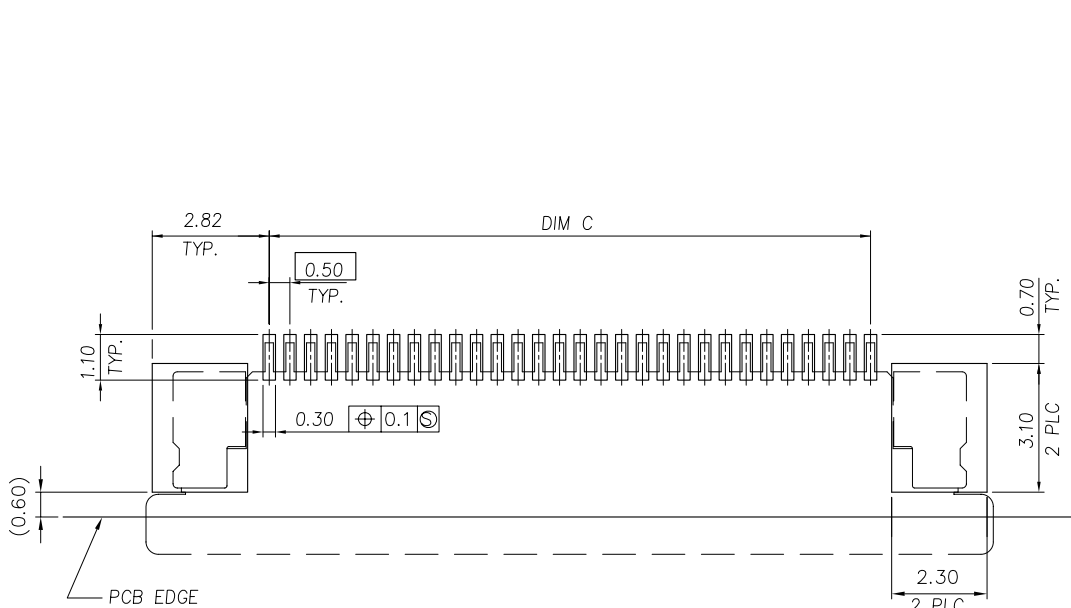 2.82
TYP.
DIM C
0.50
TYP.
0.70
TYP.
1.10
TYP.
0.30 ⌖ 0.1 Ⓢ
3.10
2 PLC
(0.60)
2.30
2 PLC
PCB EDGE